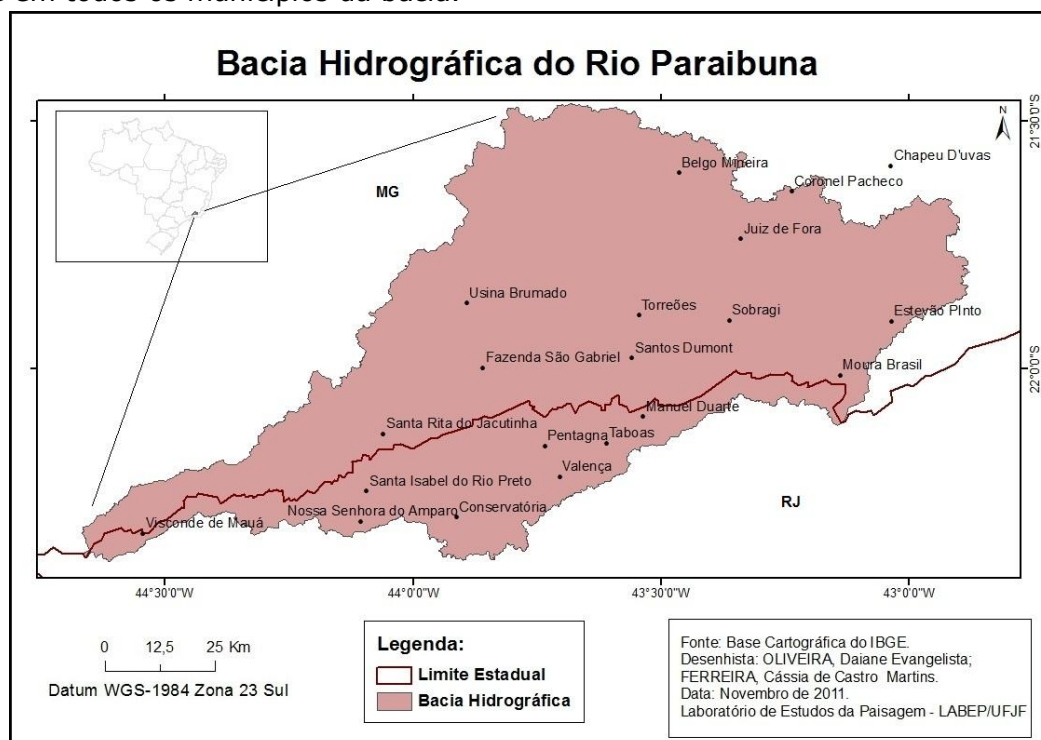 em todos os municípios da bacia.
Bacia Hidrográfica do Rio Paraibuna
21°30'0"S
N
Chapeu D'uvas
Belgo Mineira
MG
Coronel Pacheco
Juiz de Fora
Usina Brumado
Torreões
Sobragi
Estevão PInto
Santos Dumont
Fazenda São Gabriel
Moura Brasil
22°0'0"S
Manuel Duarte
Santa Rita do Jacutinha
Pentagna
Taboas
Valença
Santa Isabel do Rio Preto
RJ
Nossa Senhora do Amparo
Conservatória
Visconde de Mauá
44°30'0"W
44°0'0"W
43°30'0"W
43°0'0"W
0 12,5 25 Km
Datum WGS-1984 Zona 23 Sul
Legenda:
Limite Estadual
Bacia Hidrográfica
Fonte: Base Cartográfica do IBGE.
Desenhista: OLIVEIRA, Daiane Evangelista;
FERREIRA, Cássia de Castro Martins.
Data: Novembro de 2011.
Laboratório de Estudos da Paisagem - LABEP/UFJF